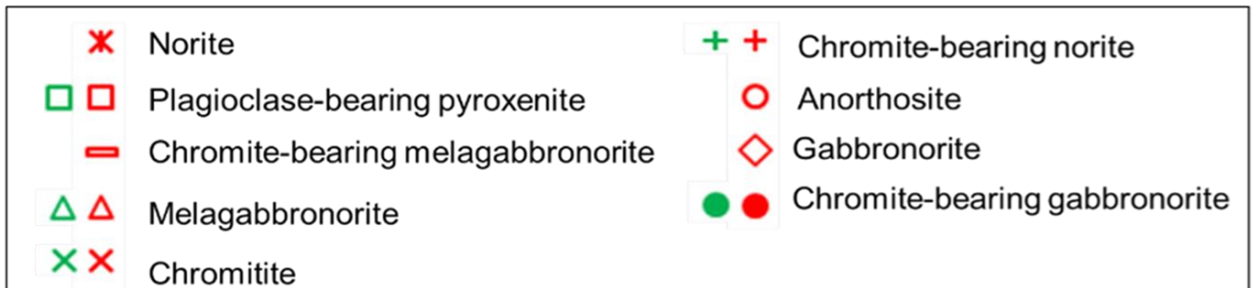 Norite
Plagioclase-bearing pyroxenite
Chromite-bearing melagabbronorite
Melagabbronorite
Chromitite
Chromite-bearing norite
Anorthosite
Gabbronorite
Chromite-bearing gabbronorite